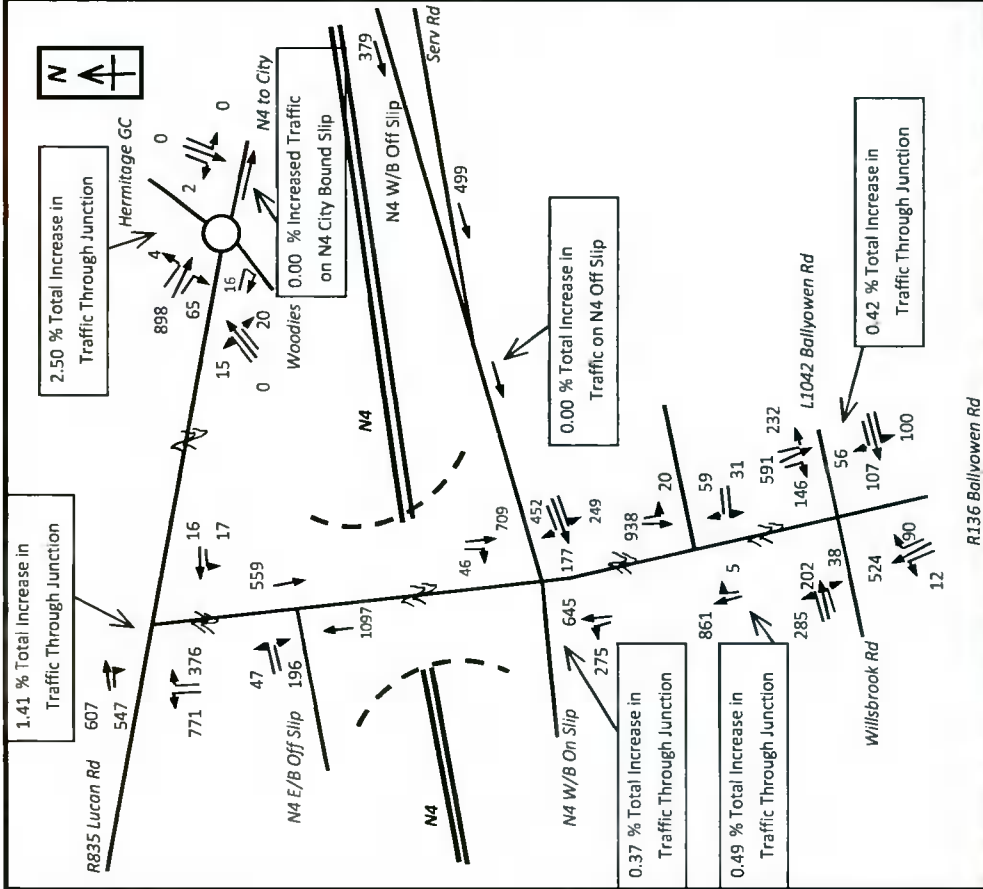 1.41 % Total Increase in
Traffic Through Junction
2.50 % Total Increase in
Traffic Through Junction
N
R835 Lucan Rd
607
547
16
17
771
376
559
47
196
1097
N4 E/B Off Slip
Hermitage GC
898
4
65
2
0
0
16
15
0
20
Woodies
N4 to City
0.00 % Increased Traffic
on N4 City Bound Slip
N4
N4
379
N4 W/B Off Slip
Serv Rd
499
0.00 % Total Increase in
Traffic on N4 Off Slip
46
709
452
249
177
N4 W/B On Slip
645
275
938
20
59
31
861
5
0.37 % Total Increase in
Traffic Through Junction
0.49 % Total Increase in
Traffic Through Junction
591
232
146
L1042 Ballyowen Rd
56
107
100
285
202
38
Willsbrook Rd
524
90
12
0.42 % Total Increase in
Traffic Through Junction
R136 Ballyowen Rd